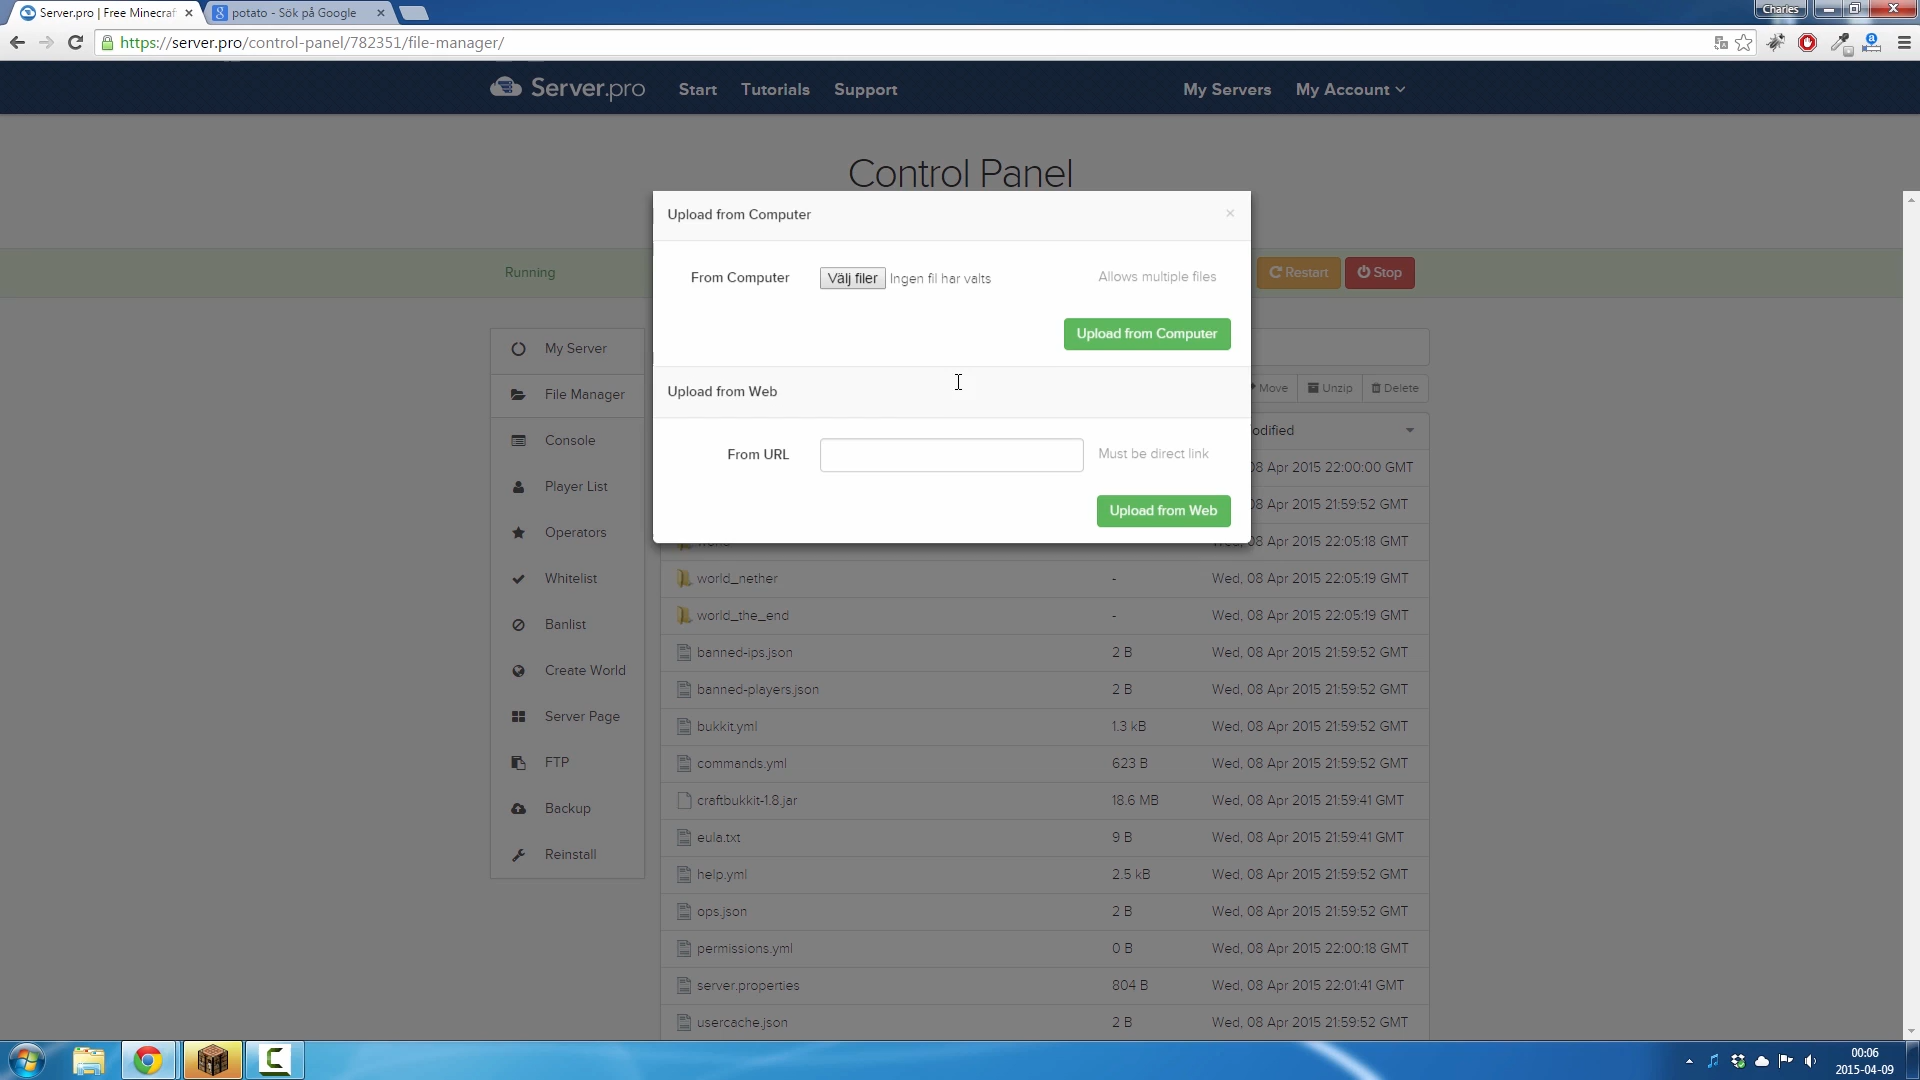 Server.pro | Free Minecraf
potato - Sök på Google
Charles
https://server.pro/control-panel/782351/file-manager/
Server.pro
Start
Tutorials
Support
My Servers
My Account
Control Panel
Running
Restart
Stop
Upload from Computer
×
From Computer
Välj filer
Ingen fil har valts
Allows multiple files
Upload from Computer
Upload from Web
From URL
Must be direct link
Upload from Web
My Server
File Manager
Console
Player List
Operators
Whitelist
Banlist
Create World
Server Page
FTP
Backup
Reinstall
Move
Unzip
Delete
odified
08 Apr 2015 22:00:00 GMT
08 Apr 2015 21:59:52 GMT
world
Wed, 08 Apr 2015 22:05:18 GMT
world_nether - Wed, 08 Apr 2015 22:05:19 GMT
world_the_end - Wed, 08 Apr 2015 22:05:19 GMT
banned-ips.json 2 B Wed, 08 Apr 2015 21:59:52 GMT
banned-players.json 2 B Wed, 08 Apr 2015 21:59:52 GMT
bukkit.yml 1.3 kB Wed, 08 Apr 2015 21:59:52 GMT
commands.yml 623 B Wed, 08 Apr 2015 21:59:52 GMT
craftbukkit-1.8.jar 18.6 MB Wed, 08 Apr 2015 21:59:41 GMT
eula.txt 9 B Wed, 08 Apr 2015 21:59:41 GMT
help.yml 2.5 kB Wed, 08 Apr 2015 21:59:52 GMT
ops.json 2 B Wed, 08 Apr 2015 21:59:52 GMT
permissions.yml 0 B Wed, 08 Apr 2015 22:00:18 GMT
server.properties 804 B Wed, 08 Apr 2015 22:01:41 GMT
usercache.json 2 B Wed, 08 Apr 2015 21:59:52 GMT
00:06
2015-04-09